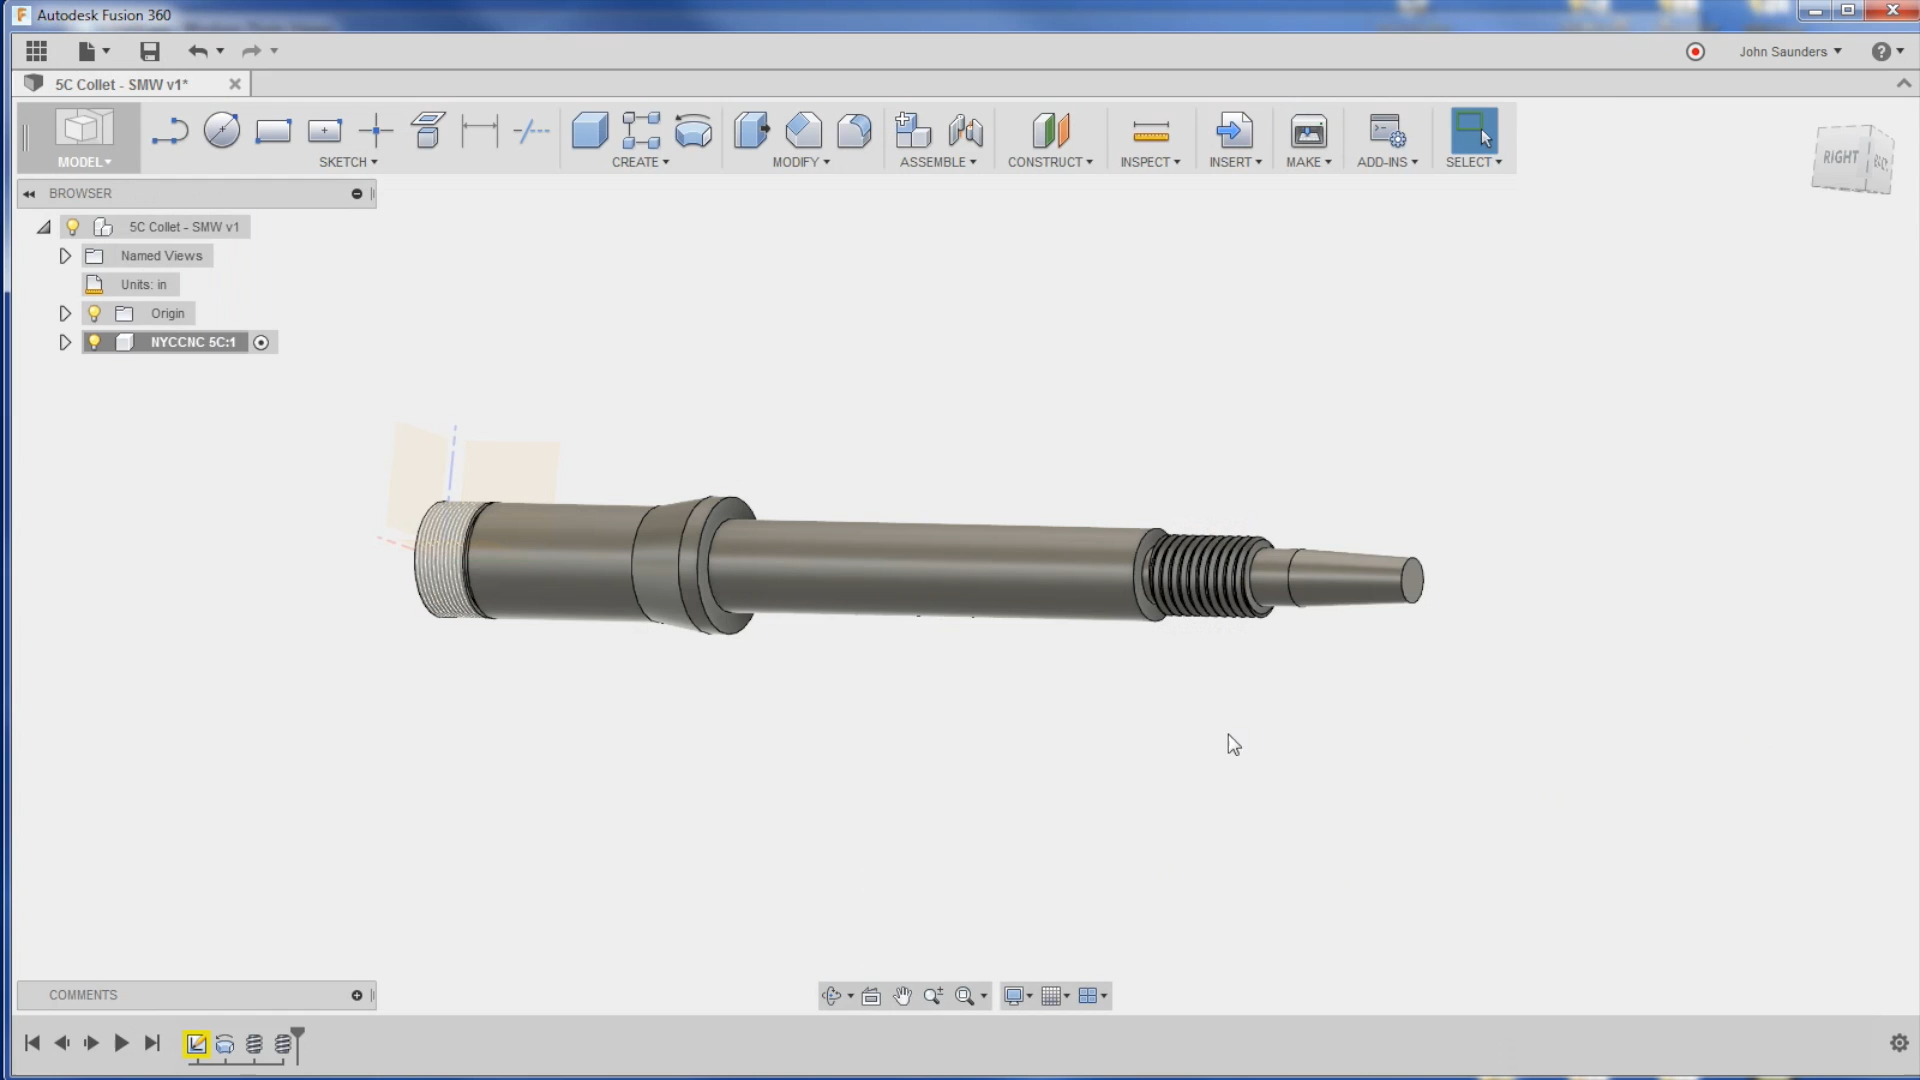 Autodesk Fusion 360
John Saunders
5C Collet - SMW v1*
MODEL
SKETCH
CREATE
MODIFY
ASSEMBLE
CONSTRUCT
INSPECT
INSERT
MAKE
ADD-INS
SELECT
RIGHT
BROWSER
5C Collet - SMW v1
Named Views
Units: in
Origin
NYCCNC 5C:1
COMMENTS